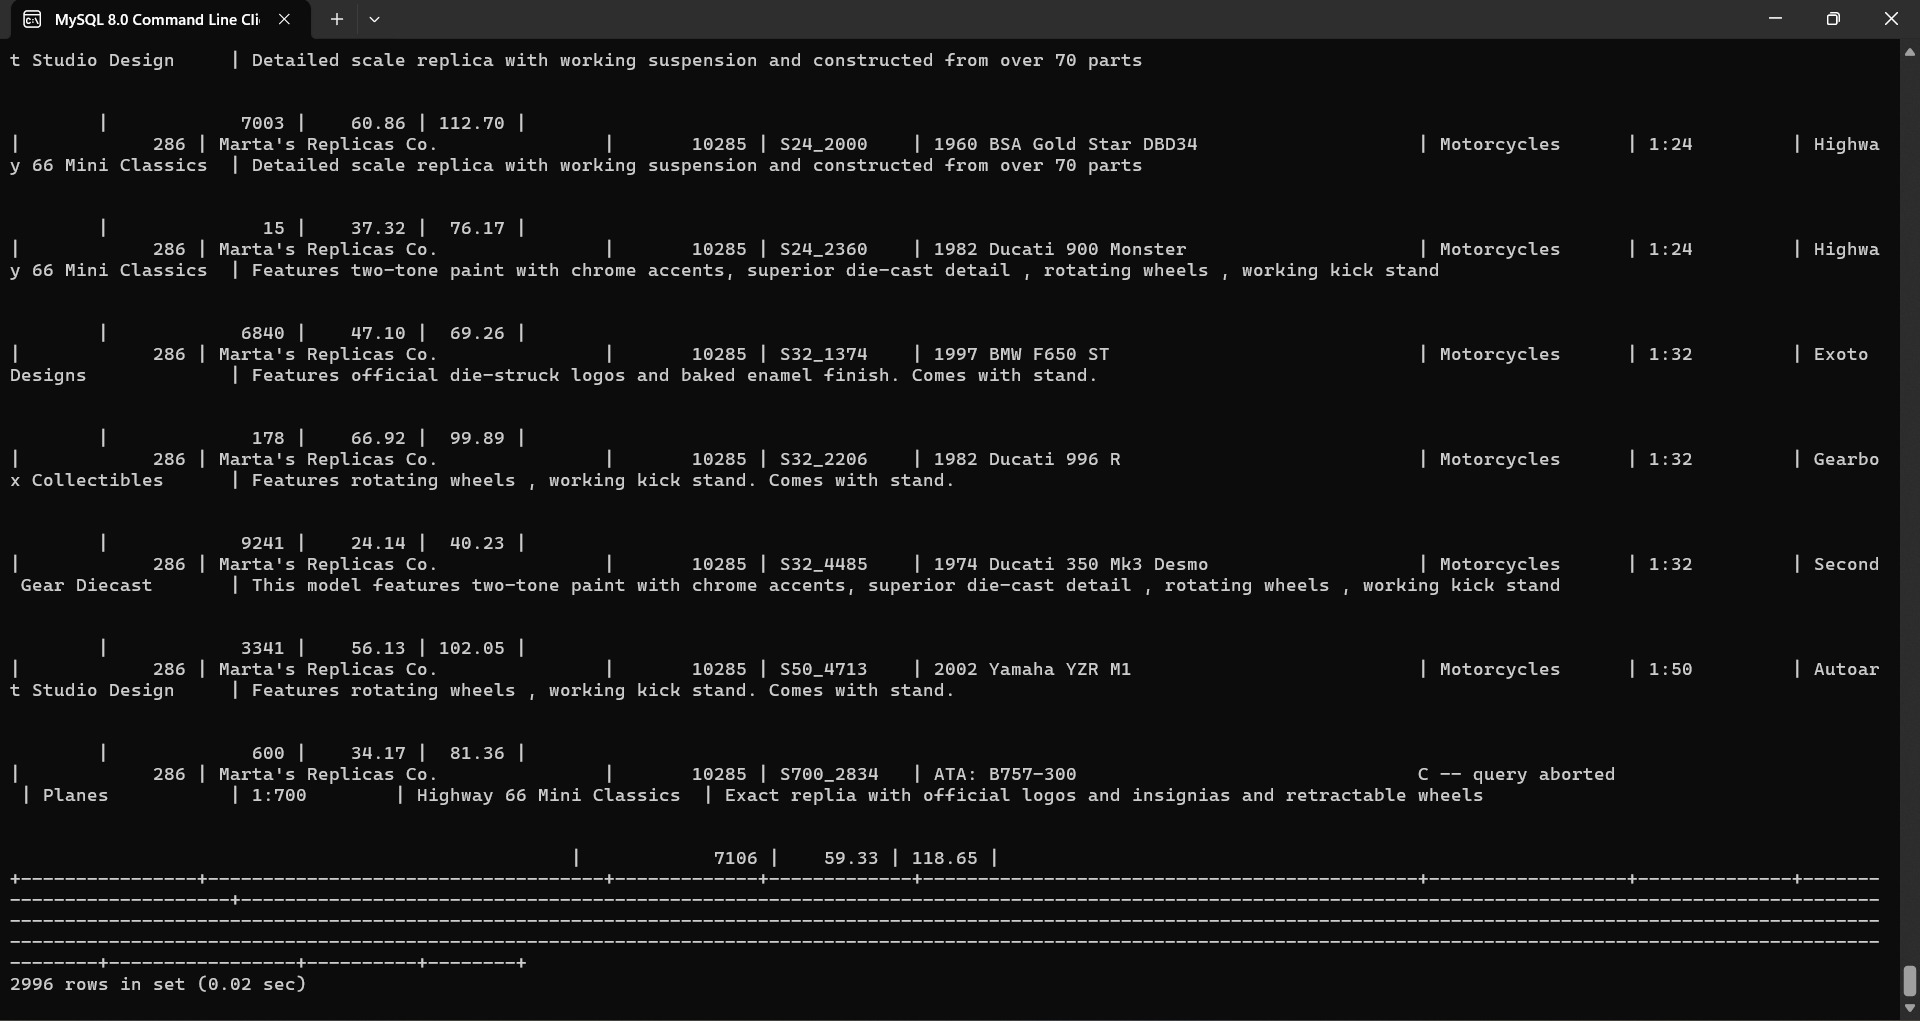 MySQL 8.0 Command Line Cli
t Studio Design | Detailed scale replica with working suspension and constructed from over 70 parts
| 7003 | 60.86 | 112.70 |
| 286 | Marta's Replicas Co. | 10285 | S24_2000 | 1960 BSA Gold Star DBD34 | Motorcycles | 1:24 | Highwa
y 66 Mini Classics | Detailed scale replica with working suspension and constructed from over 70 parts
| 15 | 37.32 | 76.17 |
| 286 | Marta's Replicas Co. | 10285 | S24_2360 | 1982 Ducati 900 Monster | Motorcycles | 1:24 | Highwa
y 66 Mini Classics | Features two-tone paint with chrome accents, superior die-cast detail , rotating wheels , working kick stand
| 6840 | 47.10 | 69.26 |
| 286 | Marta's Replicas Co. | 10285 | S32_1374 | 1997 BMW F650 ST | Motorcycles | 1:32 | Exoto
Designs | Features official die-struck logos and baked enamel finish. Comes with stand.
| 178 | 66.92 | 99.89 |
| 286 | Marta's Replicas Co. | 10285 | S32_2206 | 1982 Ducati 996 R | Motorcycles | 1:32 | Gearbo
x Collectibles | Features rotating wheels , working kick stand. Comes with stand.
| 9241 | 24.14 | 40.23 |
| 286 | Marta's Replicas Co. | 10285 | S32_4485 | 1974 Ducati 350 Mk3 Desmo | Motorcycles | 1:32 | Second
Gear Diecast | This model features two-tone paint with chrome accents, superior die-cast detail , rotating wheels , working kick stand
| 3341 | 56.13 | 102.05 |
| 286 | Marta's Replicas Co. | 10285 | S50_4713 | 2002 Yamaha YZR M1 | Motorcycles | 1:50 | Autoar
t Studio Design | Features rotating wheels , working kick stand. Comes with stand.
| 600 | 34.17 | 81.36 |
| 286 | Marta's Replicas Co. | 10285 | S700_2834 | ATA: B757-300 C -- query aborted
| Planes | 1:700 | Highway 66 Mini Classics | Exact replia with official logos and insignias and retractable wheels
| 7106 | 59.33 | 118.65 |
2996 rows in set (0.02 sec)